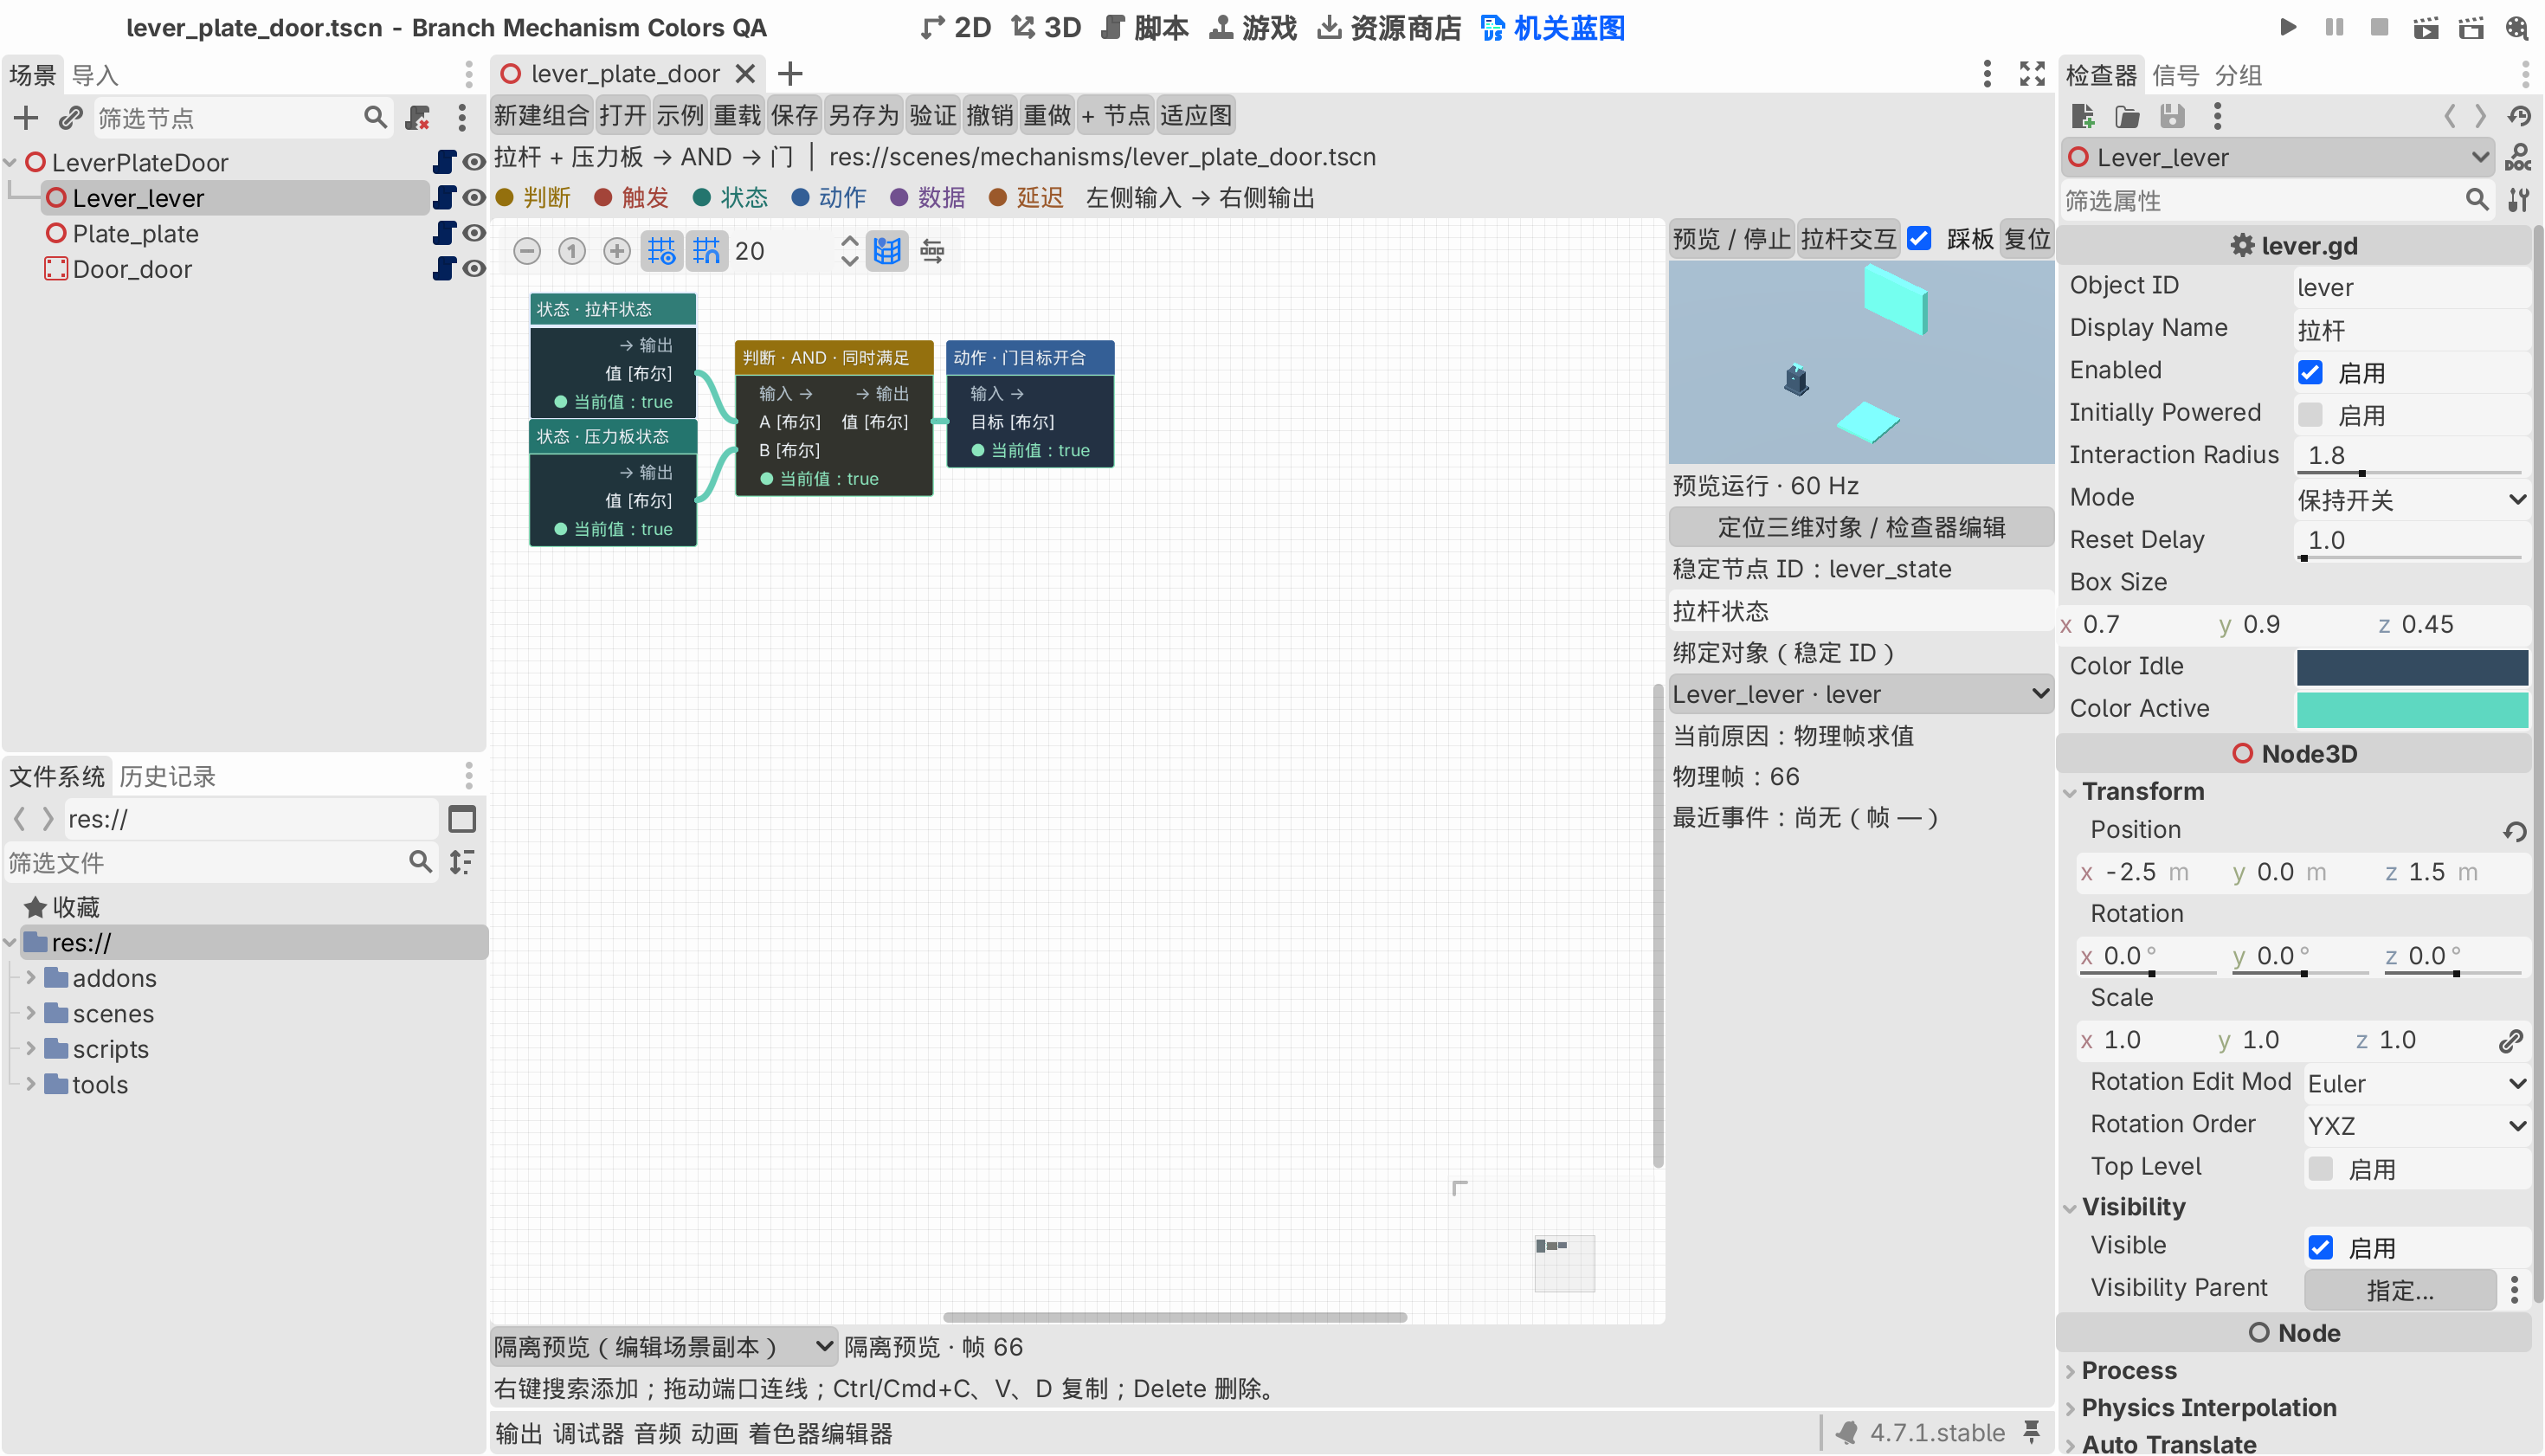 lever_plate_door.tscn - Branch Mechanism Colors QA
2D 3D 脚本 游戏 资源商店 机关蓝图
场景 导入
筛选节点
LeverPlateDoor
Lever_lever
Plate_plate
Door_door
文件系统 历史记录
res://
筛选文件
收藏
res://
addons
scenes
scripts
tools
lever_plate_door
新建组合 打开 示例 重载 保存 另存为 验证 撤销 重做 + 节点 适应图
拉杆 + 压力板 → AND → 门 | res://scenes/mechanisms/lever_plate_door.tscn
判断 触发 状态 动作 数据 延迟 左侧输入 → 右侧输出
20
状态 · 拉杆状态
→ 输出
值 [布尔]
当前值：true
状态 · 压力板状态
→ 输出
值 [布尔]
当前值：true
判断 · AND · 同时满足
输入 → → 输出
A [布尔] 值 [布尔]
B [布尔]
当前值：true
动作 · 门目标开合
输入 →
目标 [布尔]
当前值：true
隔离预览（编辑场景副本） 隔离预览 · 帧 66
右键搜索添加；拖动端口连线；Ctrl/Cmd+C、V、D 复制；Delete 删除。
输出 调试器 音频 动画 着色器编辑器
4.7.1.stable
预览 / 停止 拉杆交互 踩板 复位
预览运行 · 60 Hz
定位三维对象 / 检查器编辑
稳定节点 ID：lever_state
拉杆状态
绑定对象（稳定 ID）
Lever_lever · lever
当前原因：物理帧求值
物理帧：66
最近事件：尚无（帧 —）
检查器 信号 分组
Lever_lever
DOC
筛选属性
lever.gd
Object ID lever
Display Name 拉杆
Enabled 启用
Initially Powered 启用
Interaction Radius 1.8
Mode 保持开关
Reset Delay 1.0
Box Size
x 0.7 y 0.9 z 0.45
Color Idle
Color Active
Node3D
Transform
Position
x -2.5 m y 0.0 m z 1.5 m
Rotation
x 0.0 ° y 0.0 ° z 0.0 °
Scale
x 1.0 y 1.0 z 1.0
Rotation Edit Mod Euler
Rotation Order YXZ
Top Level 启用
Visibility
Visible 启用
Visibility Parent 指定...
Node
Process
Physics Interpolation
Auto Translate